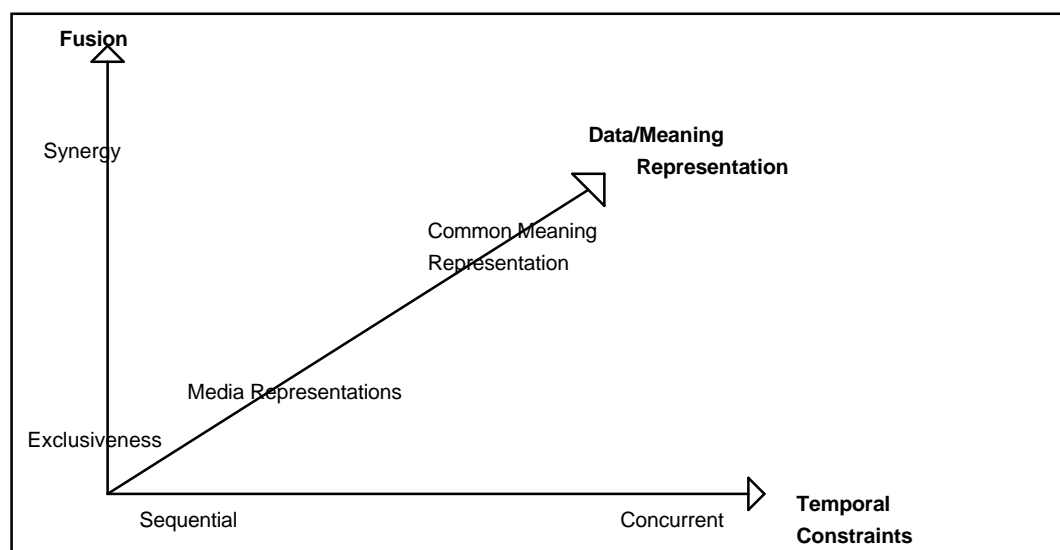 Fusion
Synergy
Data/Meaning
Representation
Common Meaning
Representation
Media Representations
Exclusiveness
Sequential
Concurrent
Temporal
Constraints